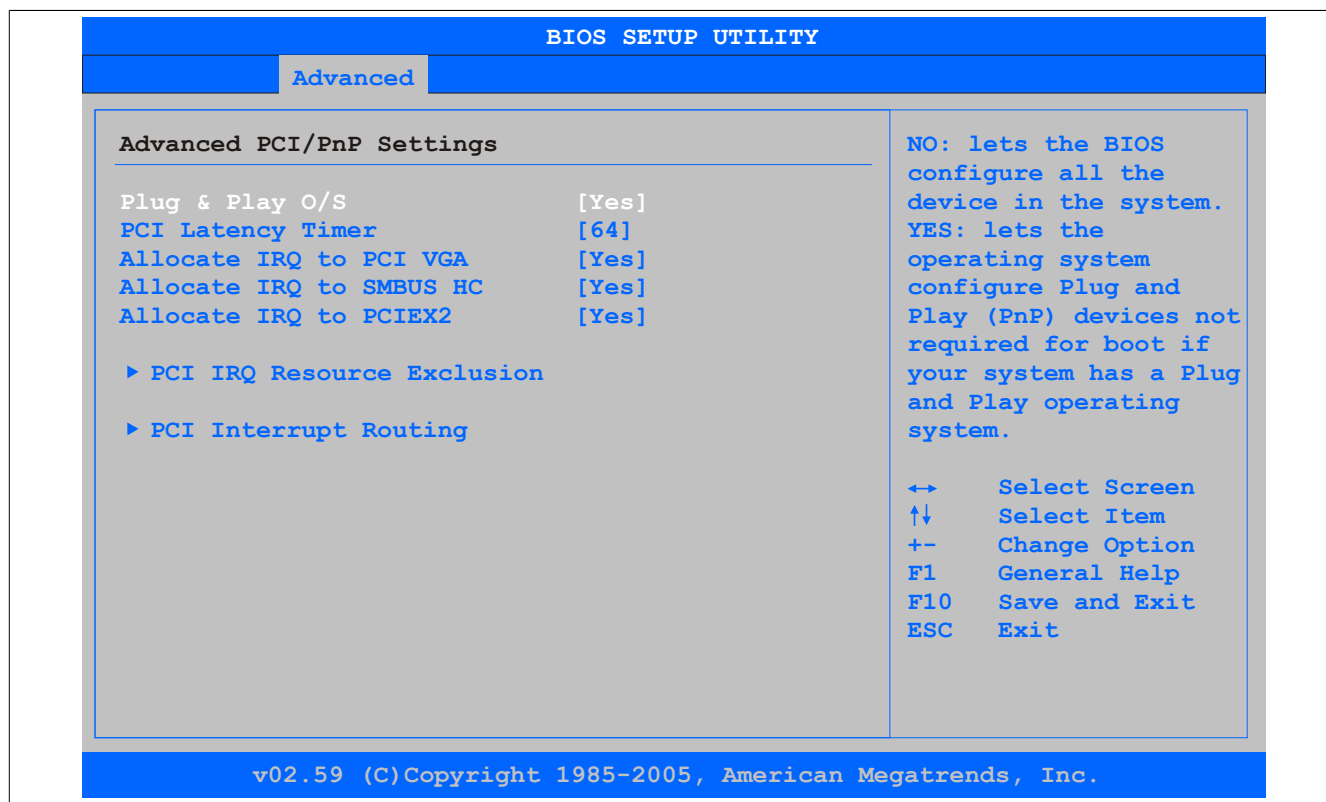 BIOS SETUP UTILITY
Advanced
Advanced PCI/PnP Settings
Plug & Play O/S [Yes]
PCI Latency Timer [64]
Allocate IRQ to PCI VGA [Yes]
Allocate IRQ to SMBUS HC [Yes]
Allocate IRQ to PCIEX2 [Yes]
PCI IRQ Resource Exclusion
PCI Interrupt Routing
NO: lets the BIOS
configure all the
device in the system.
YES: lets the
operating system
configure Plug and
Play (PnP) devices not
required for boot if
your system has a Plug
and Play operating
system.
↔ Select Screen
↑↓ Select Item
+- Change Option
F1 General Help
F10 Save and Exit
ESC Exit
v02.59 (C)Copyright 1985-2005, American Megatrends, Inc.